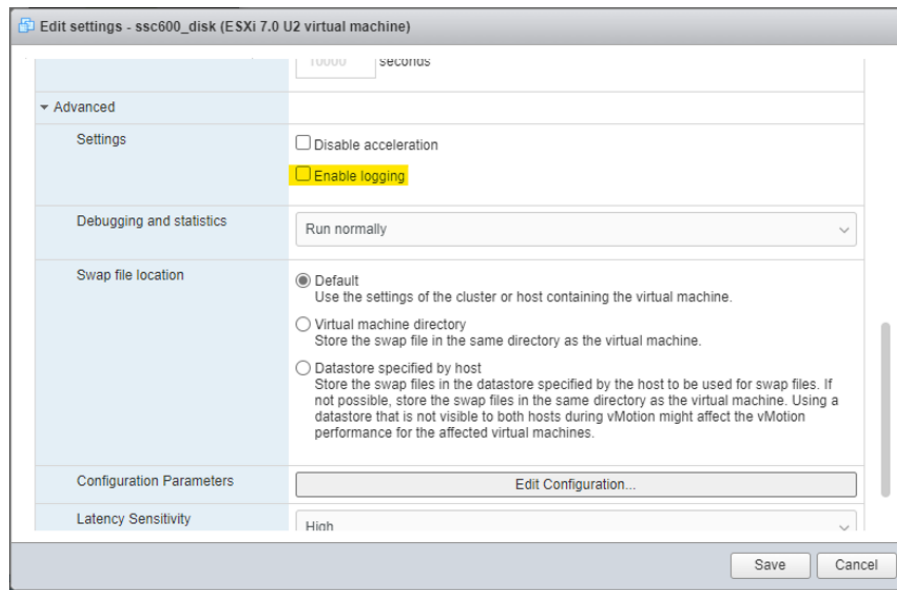 Edit settings - ssc600_disk (ESXi 7.0 U2 virtual machine)
10000 seconds
Advanced
Settings
Disable acceleration
Enable logging
Debugging and statistics
Run normally
Swap file location
Default
Use the settings of the cluster or host containing the virtual machine.
Virtual machine directory
Store the swap file in the same directory as the virtual machine.
Datastore specified by host
Store the swap files in the datastore specified by the host to be used for swap files. If
not possible, store the swap files in the same directory as the virtual machine. Using a
datastore that is not visible to both hosts during vMotion might affect the vMotion
performance for the affected virtual machines.
Configuration Parameters
Edit Configuration...
Latency Sensitivity
High
Save
Cancel